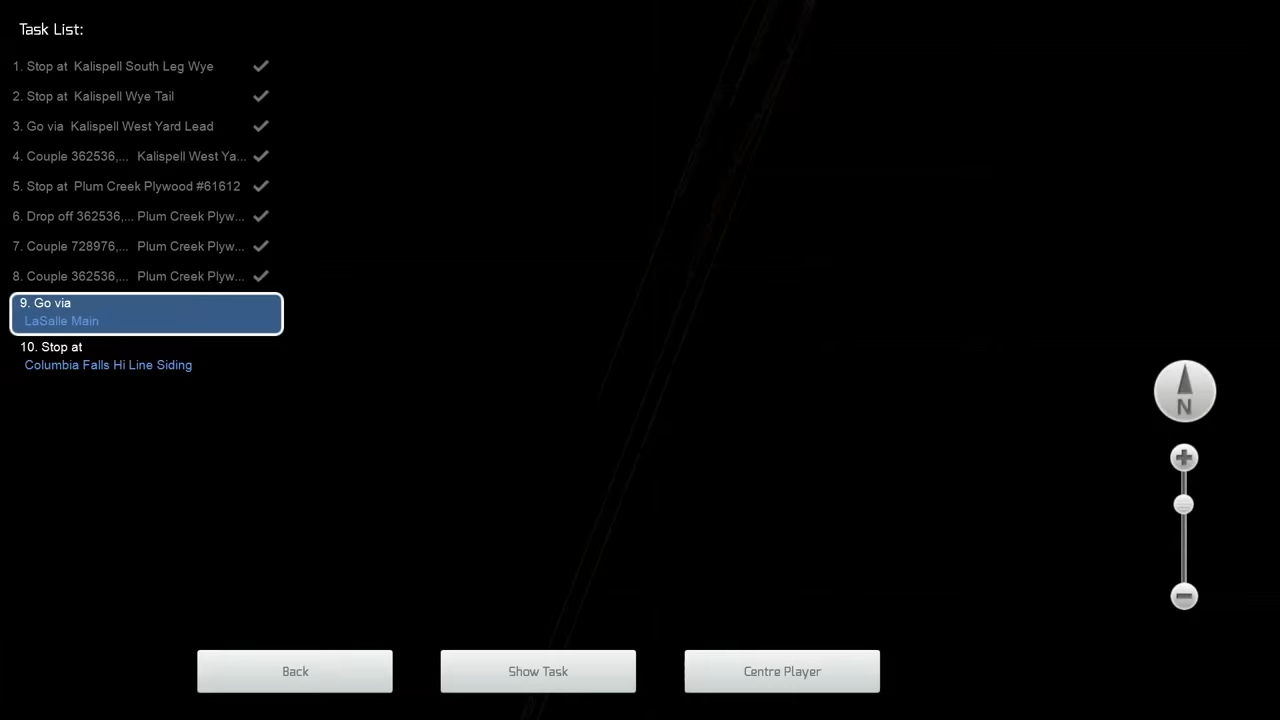 Task List:
1. Stop at Kalispell South Leg Wye
2. Stop at Kalispell Wye Tail
3. Go via Kalispell West Yard Lead
4. Couple 362536,... Kalispell West Ya...
5. Stop at Plum Creek Plywood #61612
6. Drop off 362536,... Plum Creek Plyw...
7. Couple 728976,... Plum Creek Plyw...
8. Couple 362536,... Plum Creek Plyw...
9. Go via
LaSalle Main
10. Stop at
Columbia Falls Hi Line Siding
N
Back
Show Task
Centre Player